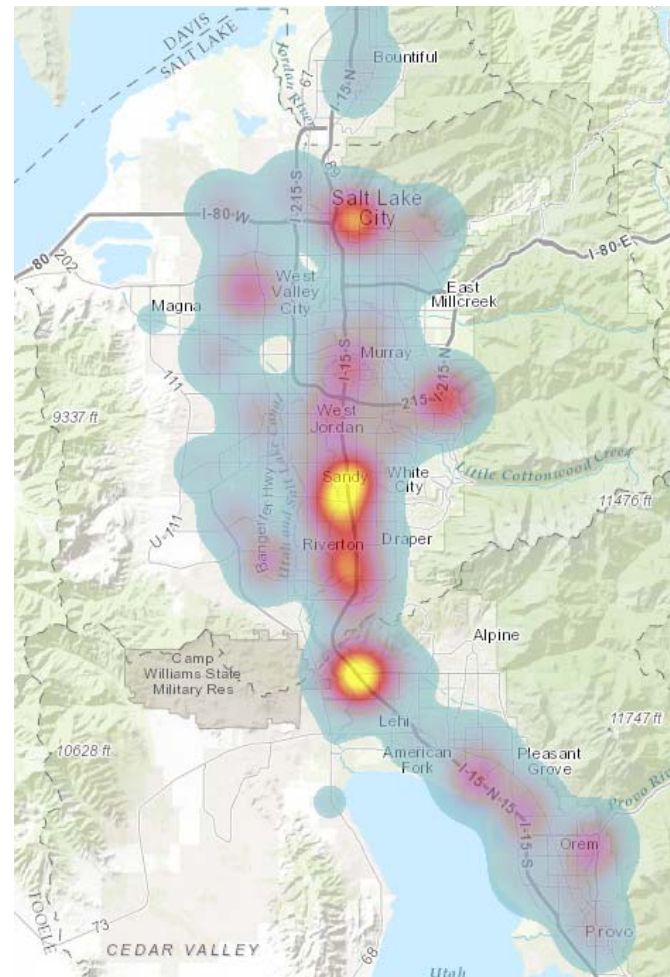 DAVIS
SALT LAKE
Jordan River
67
Bountiful
I-15-N
89
I-215-S
Salt Lake
City
I-80-W
I-80-E
80
202
West
Valley
City
East
Millcreek
Magna
Murray
I-15-S
111
215
I-215-N
9337 ft
West
Jordan
Sandy
White
City
Little Cottonwood Creek
Bangerter Hwy
Utah and Salt Lake Canal
11476 ft
U-111
Riverton
Draper
Alpine
Camp
Williams State
Military Res
Lehi
11747 ft
10628 ft
American
Fork
Pleasant
Grove
I-15-N-15
I-15-S
Provo Riv
Orem
Provo
TOOELE
73
CEDAR VALLEY
68
Utah